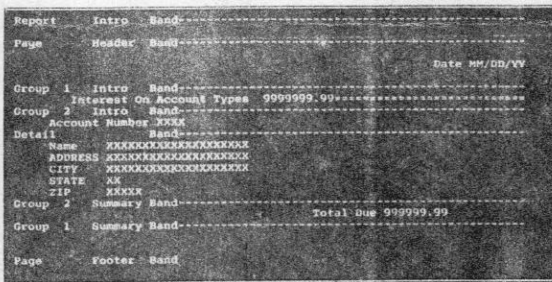 Report Intro Band--------------------------------------------------
Page Header Band--------------------------------------------------
Date MM/DD/YY
Group 1 Intro Band--------------------------------------------------
Interest On Account Types 9999999.99--------------------------
Group 2 Intro Band--------------------------------------------------
Account Number XXXX
Detail Band--------------------------------------------------
Name XXXXXXXXXXXXXXXXXXXX
ADDRESS XXXXXXXXXXXXXXXXXXXX
CITY XXXXXXXXXXXXXXXXXXXX
STATE XX
ZIP XXXXX
Group 2 Summary Band--------------------------------------------------
Total Due 999999.99
Group 1 Summary Band--------------------------------------------------
Page Footer Band